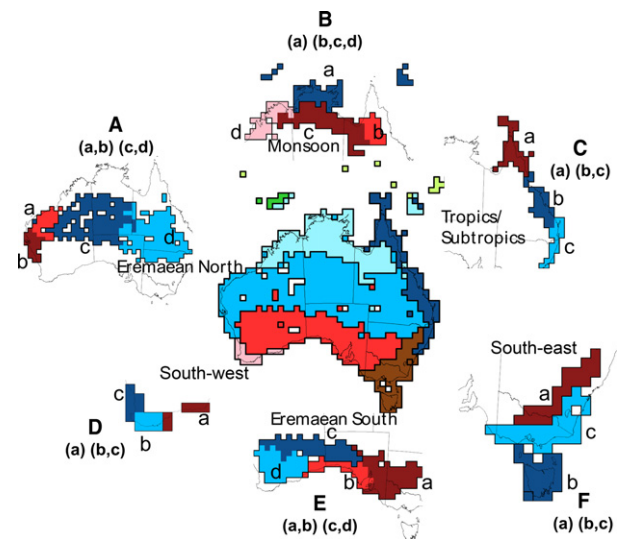 B
(a) (b,c,d)
a
d
c
b
Monsoon
A
(a,b) (c,d)
a
b
c
d
Eremaean North
C
(a) (b,c)
a
b
c
Tropics/
Subtropics
South-west
c
a
b
D
(a) (b,c)
Eremaean South
c
d
b
a
E
(a,b) (c,d)
South-east
a
c
b
F
(a) (b,c)